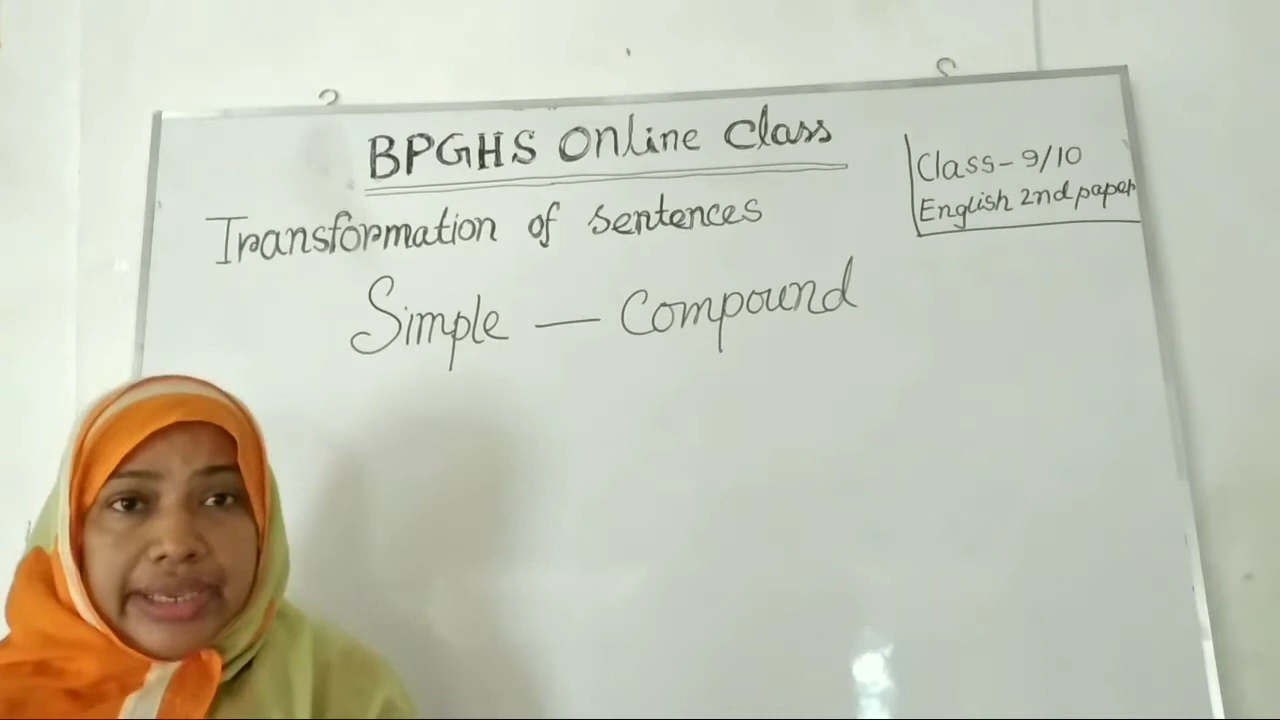 BPGHS Online Class
Class- 9/10
English 2nd paper
Transformation of sentences
Simple — Compound